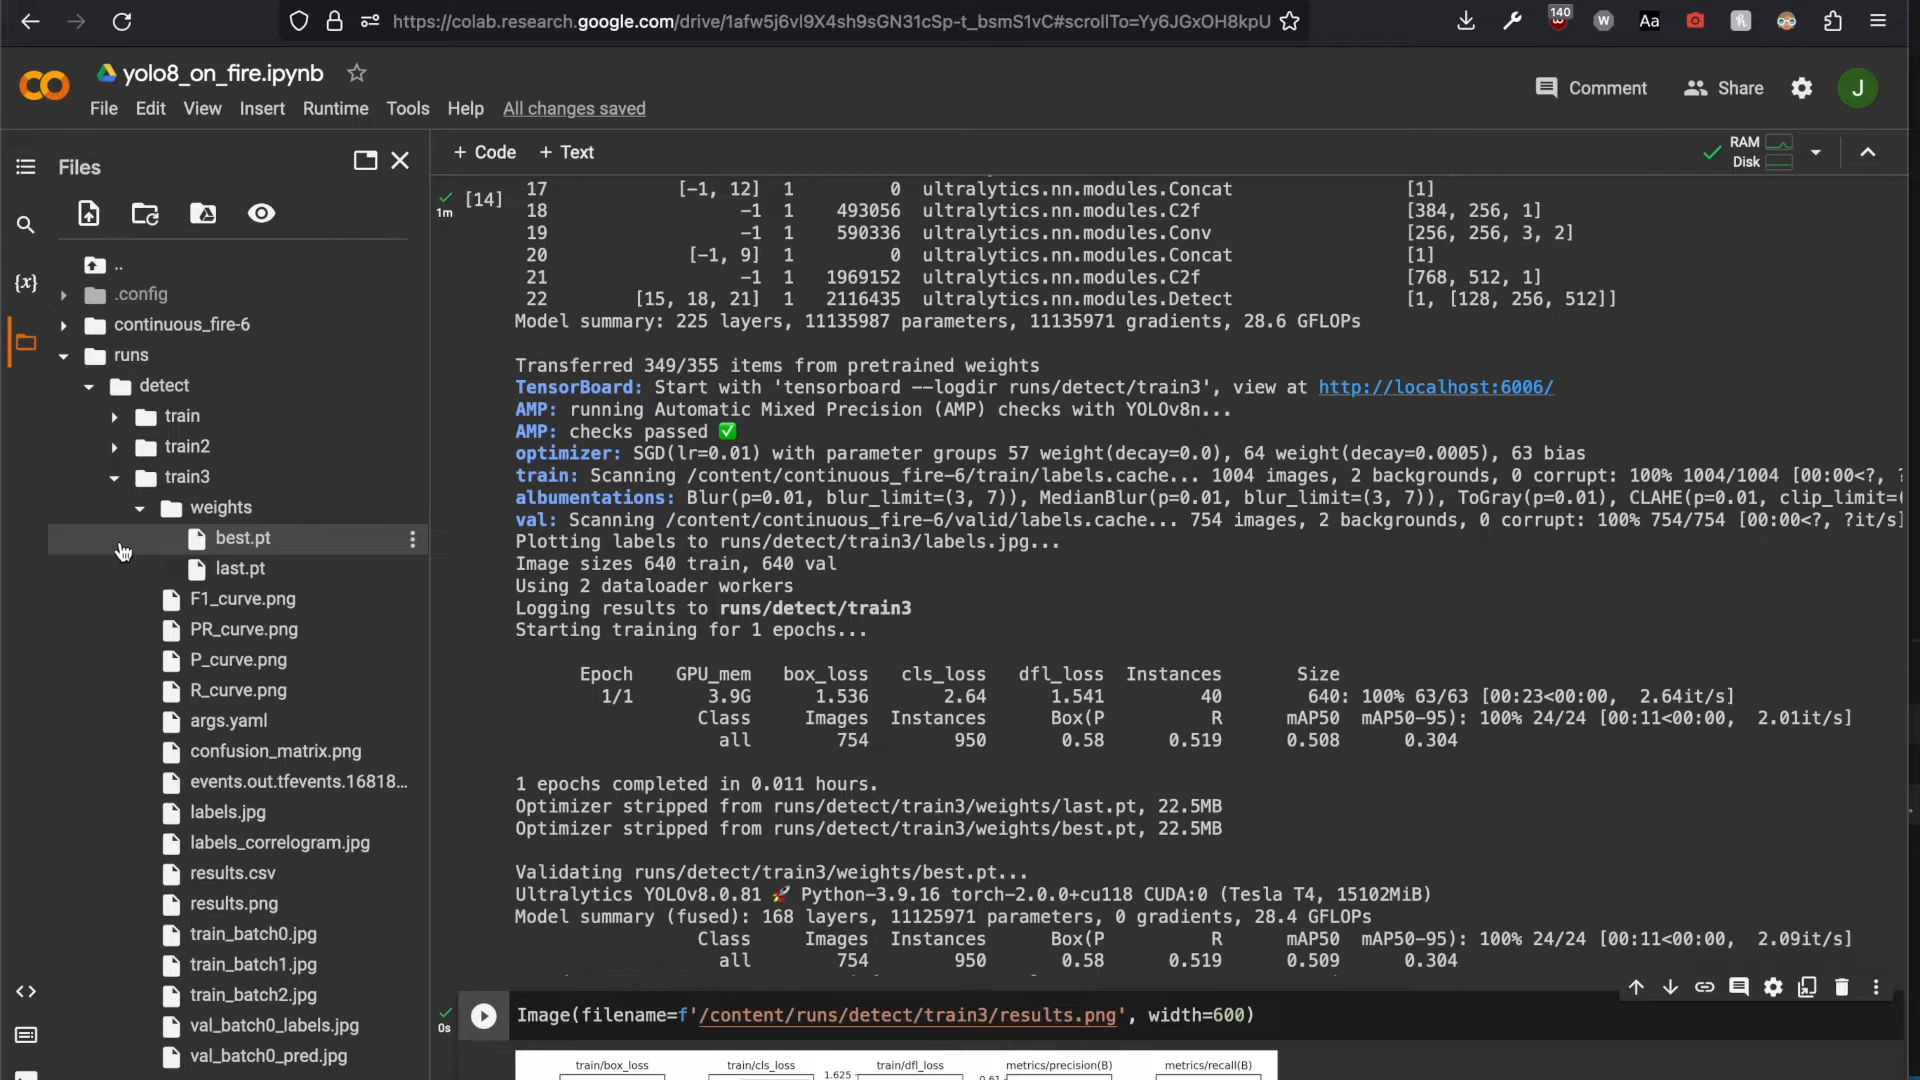 https://colab.research.google.com/drive/1afw5j6vl9X4sh9sGN31cSp-t_bsmS1vC#scrollTo=Yy6JGxOH8kpU
140
W
Aa
yolo8_on_fire.ipynb
Comment
Share
J
File Edit View Insert Runtime Tools Help All changes saved
Files
+ Code + Text
RAM
Disk
..
.config
continuous_fire-6
runs
detect
train
train2
train3
weights
best.pt
last.pt
F1_curve.png
PR_curve.png
P_curve.png
R_curve.png
args.yaml
confusion_matrix.png
events.out.tfevents.16818...
labels.jpg
labels_correlogram.jpg
results.csv
results.png
train_batch0.jpg
train_batch1.jpg
train_batch2.jpg
val_batch0_labels.jpg
val_batch0_pred.jpg
{x}
1m
[14]
17 [-1, 12] 1 0 ultralytics.nn.modules.Concat [1]
18 -1 1 493056 ultralytics.nn.modules.C2f [384, 256, 1]
19 -1 1 590336 ultralytics.nn.modules.Conv [256, 256, 3, 2]
20 [-1, 9] 1 0 ultralytics.nn.modules.Concat [1]
21 -1 1 1969152 ultralytics.nn.modules.C2f [768, 512, 1]
22 [15, 18, 21] 1 2116435 ultralytics.nn.modules.Detect [1, [128, 256, 512]]
Model summary: 225 layers, 11135987 parameters, 11135971 gradients, 28.6 GFLOPs
Transferred 349/355 items from pretrained weights
TensorBoard: Start with 'tensorboard --logdir runs/detect/train3', view at http://localhost:6006/
AMP: running Automatic Mixed Precision (AMP) checks with YOLOv8n...
AMP: checks passed ✅
optimizer: SGD(lr=0.01) with parameter groups 57 weight(decay=0.0), 64 weight(decay=0.0005), 63 bias
train: Scanning /content/continuous_fire-6/train/labels.cache... 1004 images, 2 backgrounds, 0 corrupt: 100% 1004/1004 [00:00<?, ?
albumentations: Blur(p=0.01, blur_limit=(3, 7)), MedianBlur(p=0.01, blur_limit=(3, 7)), ToGray(p=0.01), CLAHE(p=0.01, clip_limit=(
val: Scanning /content/continuous_fire-6/valid/labels.cache... 754 images, 2 backgrounds, 0 corrupt: 100% 754/754 [00:00<?, ?it/s]
Plotting labels to runs/detect/train3/labels.jpg...
Image sizes 640 train, 640 val
Using 2 dataloader workers
Logging results to runs/detect/train3
Starting training for 1 epochs...
Epoch GPU_mem box_loss cls_loss dfl_loss Instances Size
1/1 3.9G 1.536 2.64 1.541 40 640: 100% 63/63 [00:23<00:00, 2.64it/s]
Class Images Instances Box(P R mAP50 mAP50-95): 100% 24/24 [00:11<00:00, 2.01it/s]
all 754 950 0.58 0.519 0.508 0.304
1 epochs completed in 0.011 hours.
Optimizer stripped from runs/detect/train3/weights/last.pt, 22.5MB
Optimizer stripped from runs/detect/train3/weights/best.pt, 22.5MB
Validating runs/detect/train3/weights/best.pt...
Ultralytics YOLOv8.0.81 🚀 Python-3.9.16 torch-2.0.0+cu118 CUDA:0 (Tesla T4, 15102MiB)
Model summary (fused): 168 layers, 11125971 parameters, 0 gradients, 28.4 GFLOPs
Class Images Instances Box(P R mAP50 mAP50-95): 100% 24/24 [00:11<00:00, 2.09it/s]
all 754 950 0.58 0.519 0.509 0.304
0s
Image(filename=f'/content/runs/detect/train3/results.png', width=600)
train/box_loss train/cls_loss train/dfl_loss metrics/precision(B) metrics/recall(B)
1.625